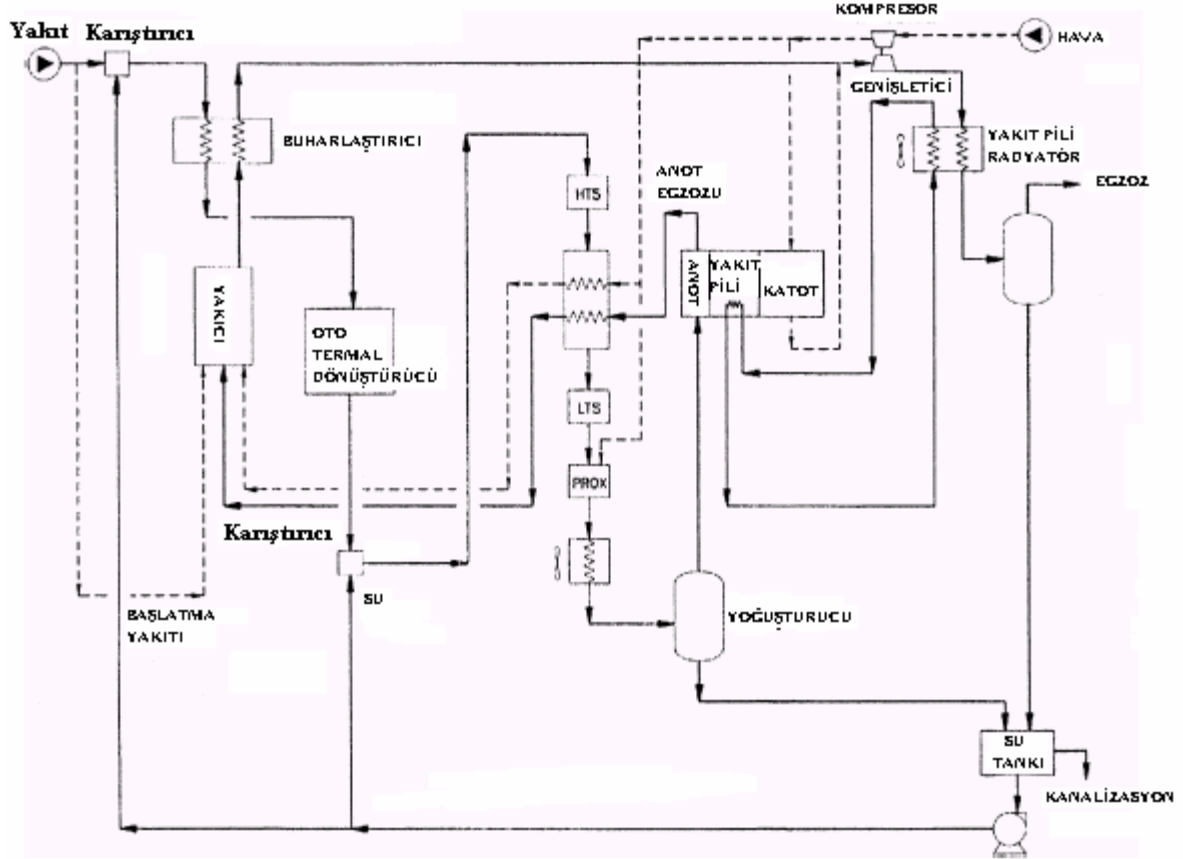 KOMPRESOR
Yakıt Karıştırıcı
HAVA
GENİŞLETİCİ
BUHARLAŞTIRICI
YAKIT PİLİ
RADYATÖR
ANOT
EGZOZU
HTS
EGZOZ
ANOT
YAKIT
PİLİ
KATOT
YAKICI
OTO
TERMAL
DÖNÜŞTÜRÜCÜ
LTS
PROX
Karıştırıcı
SU
BAŞLATMA
YAKITI
YOĞUŞTURUCU
SU
TANKI
KANALİZASYON